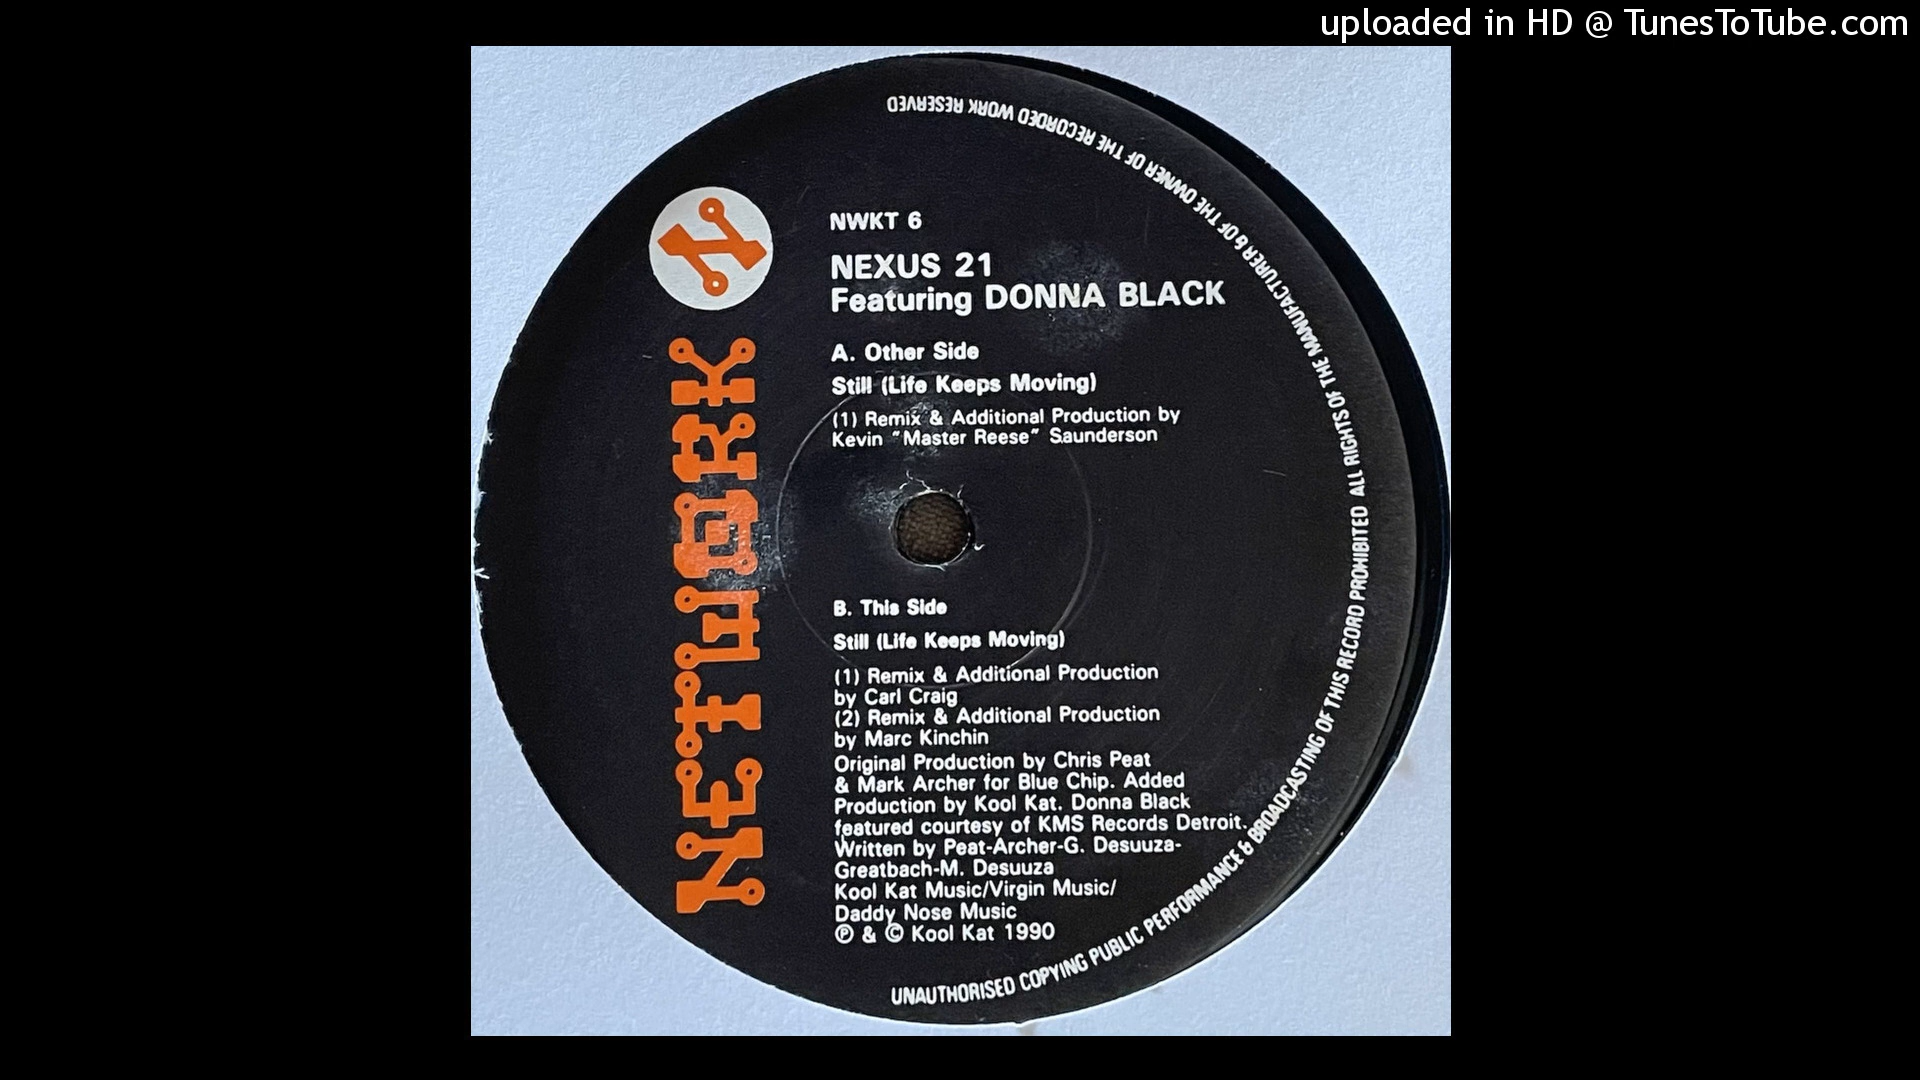 uploaded in HD @ TunesToTube.com
NETWORK
NWKT 6
NEXUS 21
Featuring DONNA BLACK
A. Other Side
Still (Life Keeps Moving)
(1) Remix & Additional Production by
Kevin "Master Reese" Saunderson
B. This Side
Still (Life Keeps Moving)
(1) Remix & Additional Production
by Carl Craig
(2) Remix & Additional Production
by Marc Kinchin
Original Production by Chris Peat
& Mark Archer for Blue Chip. Added
Production by Kool Kat. Donna Black
featured courtesy of KMS Records Detroit.
Written by Peat-Archer-G. Desuuza-
Greatbach-M. Desuuza
Kool Kat Music/Virgin Music/
Daddy Nose Music
℗ & © Kool Kat 1990
UNAUTHORISED COPYING PUBLIC PERFORMANCE & BROADCASTING OF THIS RECORD PROHIBITED ALL RIGHTS OF THE MANUFACTURER & OF THE OWNER OF THE RECORDED WORK RESERVED